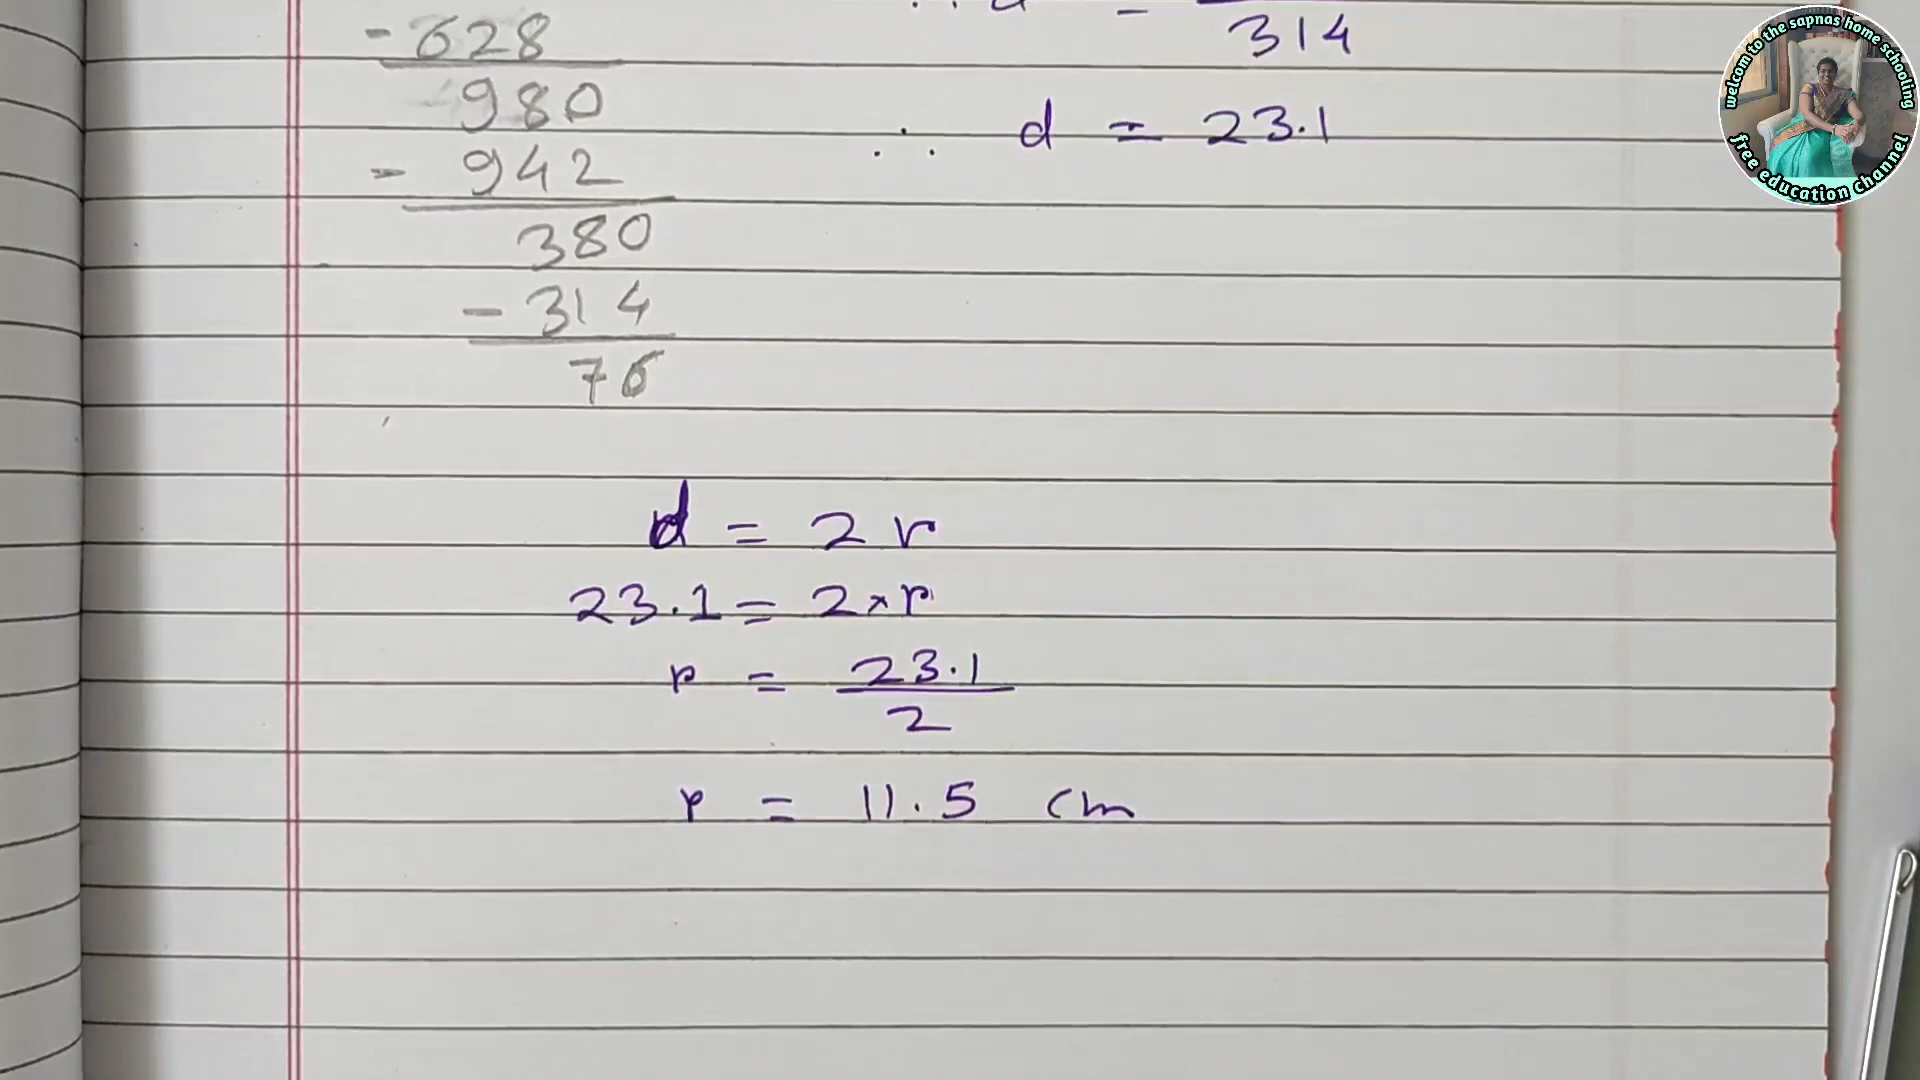 - 628
980
- 942
380
- 314
76
314
∴ d = 23.1
d = 2 r
23.1 = 2 × r
r = 23.1
2
r = 11.5 cm
welcom to the sapnas home schooling
free education channel